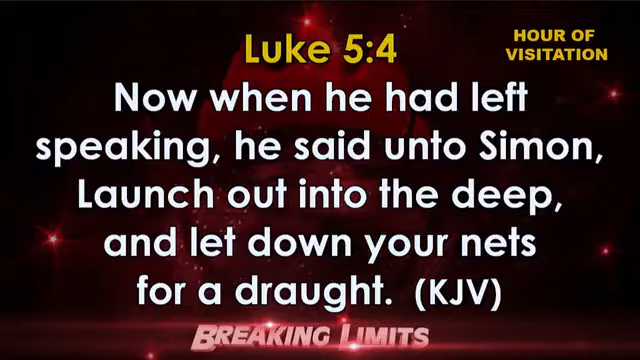 Luke 5:4
HOUR OF
VISITATION
Now when he had left
speaking, he said unto Simon,
Launch out into the deep,
and let down your nets
for a draught.  (KJV)
BREAKING LIMITS